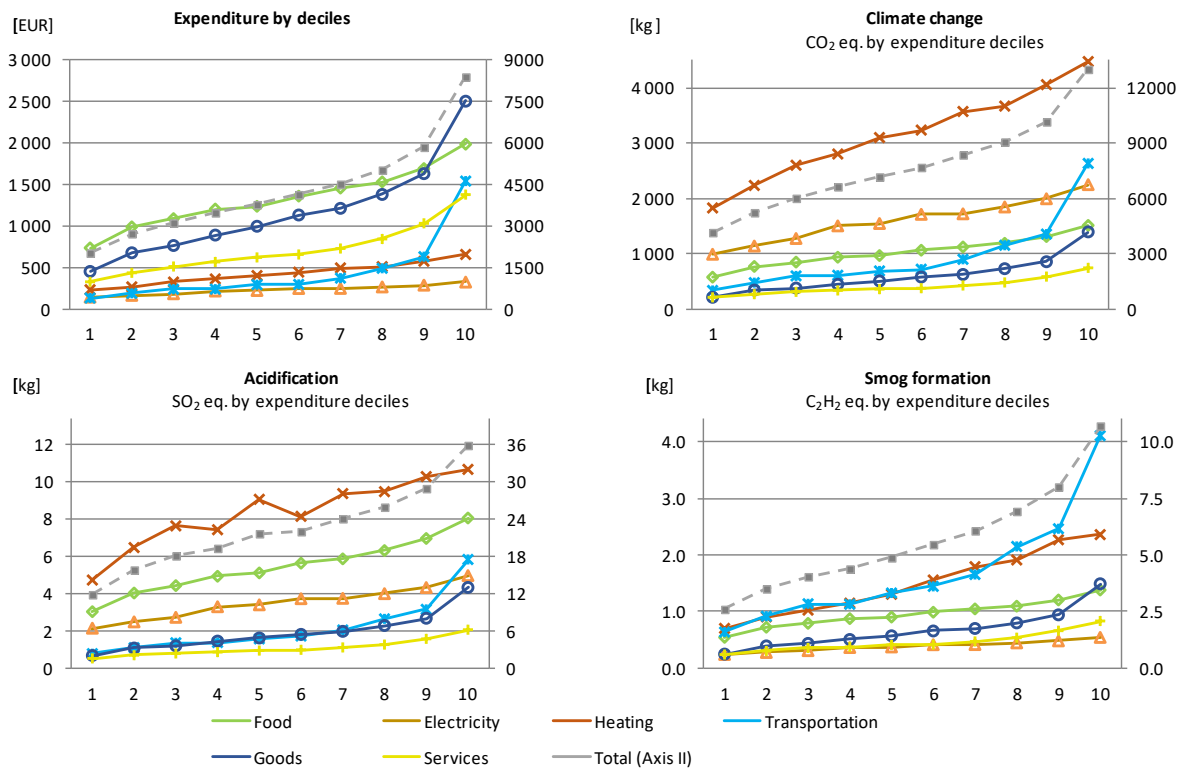 Expenditure by deciles
[EUR]
3 000
2 500
2 000
1 500
1 000
500
0
9000
7500
6000
4500
3000
1500
0
1 2 3 4 5 6 7 8 9 10
Climate change
[kg]
CO₂ eq. by expenditure deciles
4 000
3 000
2 000
1 000
0
12000
9000
6000
3000
0
1 2 3 4 5 6 7 8 9 10
Acidification
[kg]
SO₂ eq. by expenditure deciles
12
10
8
6
4
2
0
36
30
24
18
12
6
0
1 2 3 4 5 6 7 8 9 10
Smog formation
[kg]
C₂H₂ eq. by expenditure deciles
4.0
3.0
2.0
1.0
0.0
10.0
7.5
5.0
2.5
0.0
1 2 3 4 5 6 7 8 9 10
Food Electricity Heating Transportation
Goods Services Total (Axis II)